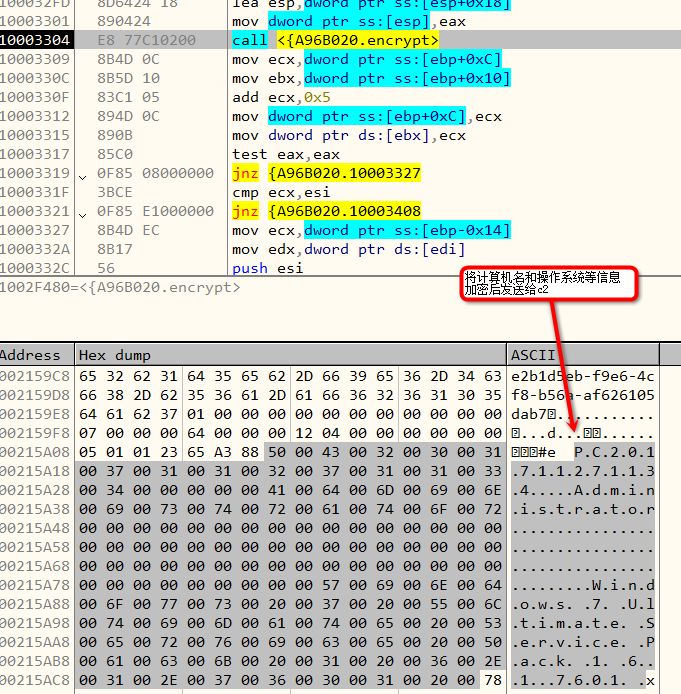 100032FD 8D6424 18 lea esp,[esp+0x18]
10003301 890424 mov dword ptr ss:[esp],eax
10003304 E8 77C10200 call <{A96B020.encrypt>
10003309 8B4D 0C mov ecx,dword ptr ss:[ebp+0xC]
1000330C 8B5D 10 mov ebx,dword ptr ss:[ebp+0x10]
1000330F 83C1 05 add ecx,0x5
10003312 894D 0C mov dword ptr ss:[ebp+0xC],ecx
10003315 890B mov dword ptr ds:[ebx],ecx
10003317 85C0 test eax,eax
10003319 0F85 08000000 jnz {A96B020.10003327
1000331F 3BCE cmp ecx,esi
10003321 0F85 E1000000 jnz {A96B020.10003408
10003327 8B4D EC mov ecx,dword ptr ss:[ebp-0x14]
1000332A 8B17 mov edx,dword ptr ds:[edi]
1000332C 56 push esi
1002F480=<{A96B020.encrypt>
将计算机名和操作系统等信息
加密后发送给c2
Address Hex dump ASCII
002159C8 65 32 62 31 64 35 65 62 2D 66 39 65 36 2D 34 63 e2b1d5eb-f9e6-4c
002159D8 66 38 2D 62 35 36 61 2D 61 66 36 32 36 31 30 35 f8-b56a-af626105
002159E8 64 61 62 37 01 00 00 00 00 00 00 00 00 00 00 00 dab7...........
002159F8 07 00 00 00 64 00 00 00 12 04 00 00 00 00 00 00 ...d.........
00215A08 05 01 01 23 65 A3 88 50 00 43 00 32 00 30 00 31 #e P.C.2.0.1
00215A18 00 37 00 31 00 31 00 32 00 37 00 31 00 31 00 33 .7.1.1.2.7.1.1.3
00215A28 00 34 00 00 00 00 00 41 00 64 00 6D 00 69 00 6E .4.....A.d.m.i.n
00215A38 00 69 00 73 00 74 00 72 00 61 00 74 00 6F 00 72 .i.s.t.r.a.t.o.r
00215A48 00 00 00 00 00 00 00 00 00 00 00 00 00 00 00 00 ................
00215A58 00 00 00 00 00 00 00 00 00 00 00 00 00 00 00 00 ................
00215A68 00 00 00 00 00 00 00 00 00 00 00 00 00 00 00 00 ................
00215A78 00 00 00 00 00 00 00 00 00 57 00 69 00 6E 00 64 .........W.i.n.d
00215A88 00 6F 00 77 00 73 00 20 00 37 00 20 00 55 00 6C .o.w.s. .7. .U.l
00215A98 00 74 00 69 00 6D 00 61 00 74 00 65 00 20 00 53 .t.i.m.a.t.e. .S
00215AA8 00 65 00 72 00 76 00 69 00 63 00 65 00 20 00 50 .e.r.v.i.c.e. .P
00215AB8 00 61 00 63 00 6B 00 20 00 31 00 20 00 36 00 2E .a.c.k. .1. .6..
00215AC8 00 31 00 2E 00 37 00 36 00 30 00 31 00 20 00 78 .1...7.6.0.1. .x